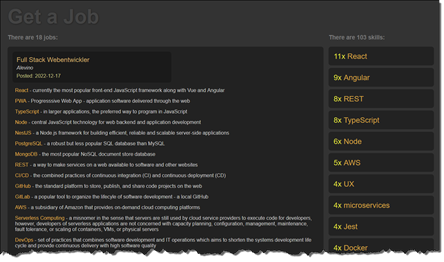 Get a Job
There are 18 jobs:
There are 103 skills:
Full Stack Webentwickler
Alevino
Posted: 2022-12-17
React - currently the most popular front-end JavaScript framework along with Vue and Angular
PWA - Progresssive Web App - application software delivered through the web
TypeScript - in larger applications, the preferred way to program in JavaScript
Node - central JavaScript technology for web backend and application development
NestJS - a Node.js framework for building efficient, reliable and scalable server-side applications
PostgreSQL - a robust but less popular SQL database than MySQL
MongoDB - the most popular NoSQL document store database
REST - a way to make services on a web available to software and other websites
CI/CD - the combined practices of continuous integration (CI) and continuous deployment (CD)
GitHub - the standard platform to store, publish, and share code projects on the web
GitLab - a popular tool to organize the lifecyle of software development - a local GitHub
AWS - a subsidiary of Amazon that provides on-demand cloud computing platforms
Serverless Computing - a misnomer in the sense that servers are still used by cloud service providers to execute code for developers,
however, developers of serverless applications are not concerned with capacity planning, configuration, management, maintenance,
fault tolerance, or scaling of containers, VMs, or physical servers
DevOps - set of practices that combines software development and IT operations which aims to shorten the systems development life
cycle and provide continuous delivery with high software quality
11x React
9x Angular
8x REST
8x TypeScript
6x Node
5x AWS
4x UX
4x microservices
4x Jest
4x Docker